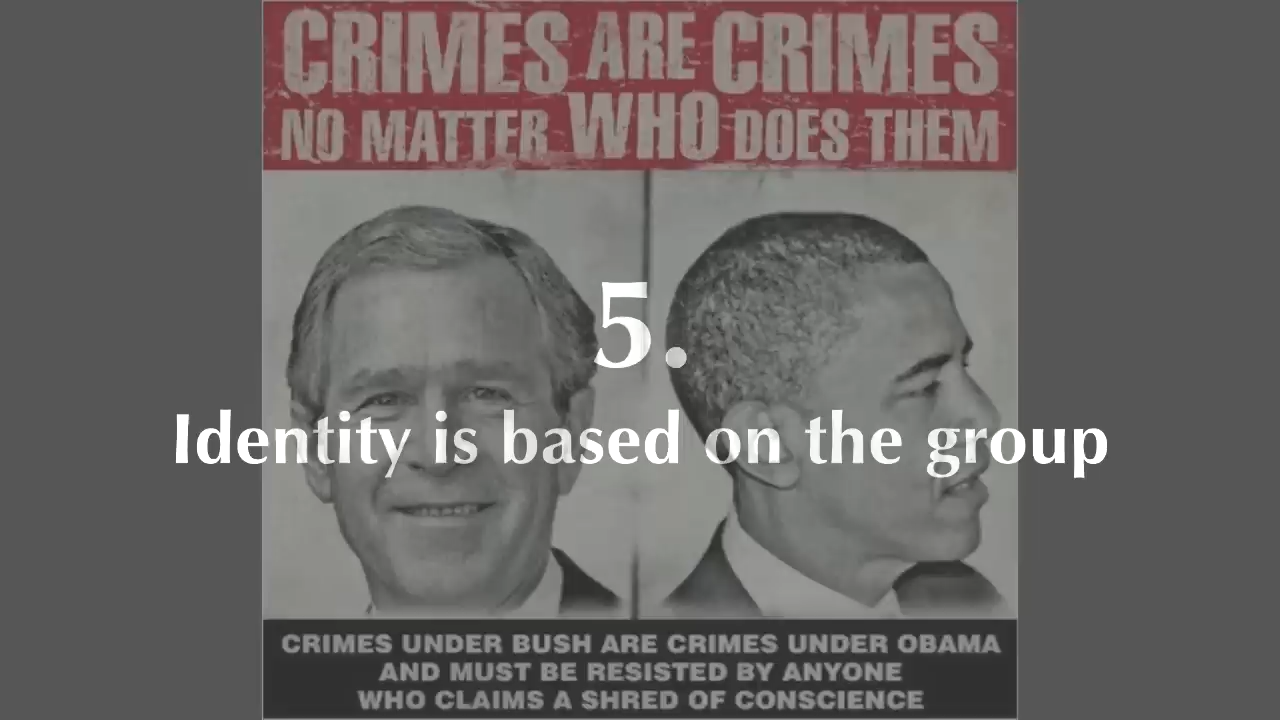 CRIMES ARE CRIMES
NO MATTER WHO DOES THEM
5.
Identity is based on the group
CRIMES UNDER BUSH ARE CRIMES UNDER OBAMA
AND MUST BE RESISTED BY ANYONE
WHO CLAIMS A SHRED OF CONSCIENCE